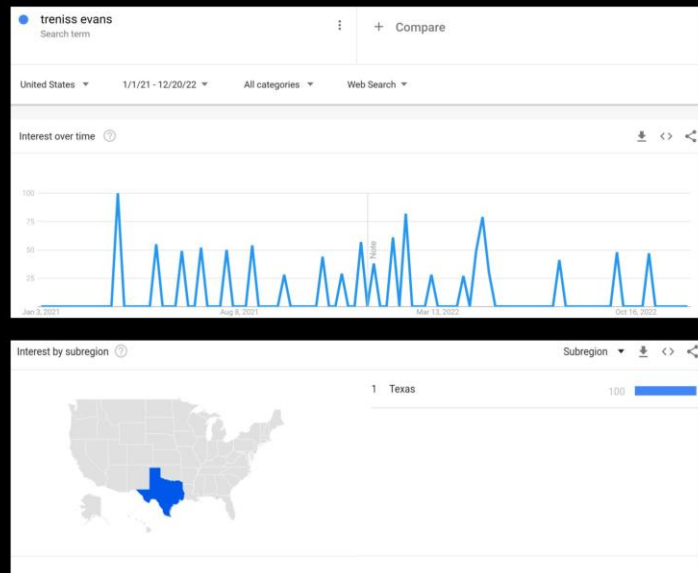 treniss evans
Search term
+ Compare
United States
1/1/21 - 12/20/22
All categories
Web Search
Interest over time
100
75
50
25
Note
Jan 3, 2021
Aug 8, 2021
Mar 13, 2022
Oct 16, 2022
Interest by subregion
Subregion
1 Texas 100